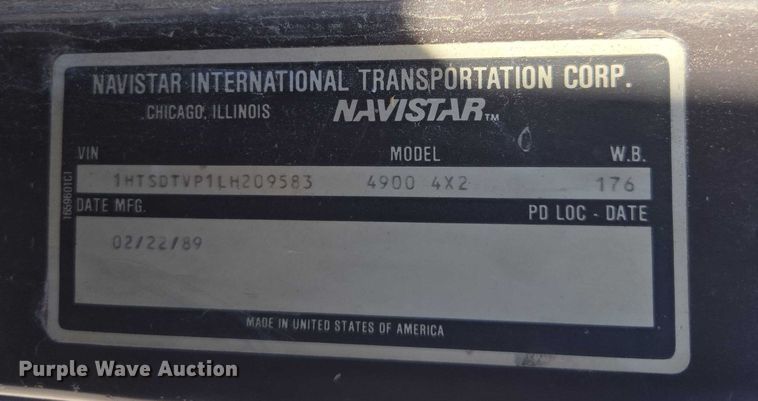 NAVISTAR INTERNATIONAL TRANSPORTATION CORP.
CHICAGO, ILLINOIS NAVISTAR™
VIN MODEL W.B.
1HTSDTVP1LH209583 4900 4X2 176
DATE MFG. PD LOC - DATE
02/22/89
MADE IN UNITED STATES OF AMERICA
1659601C1
Purple Wave Auction